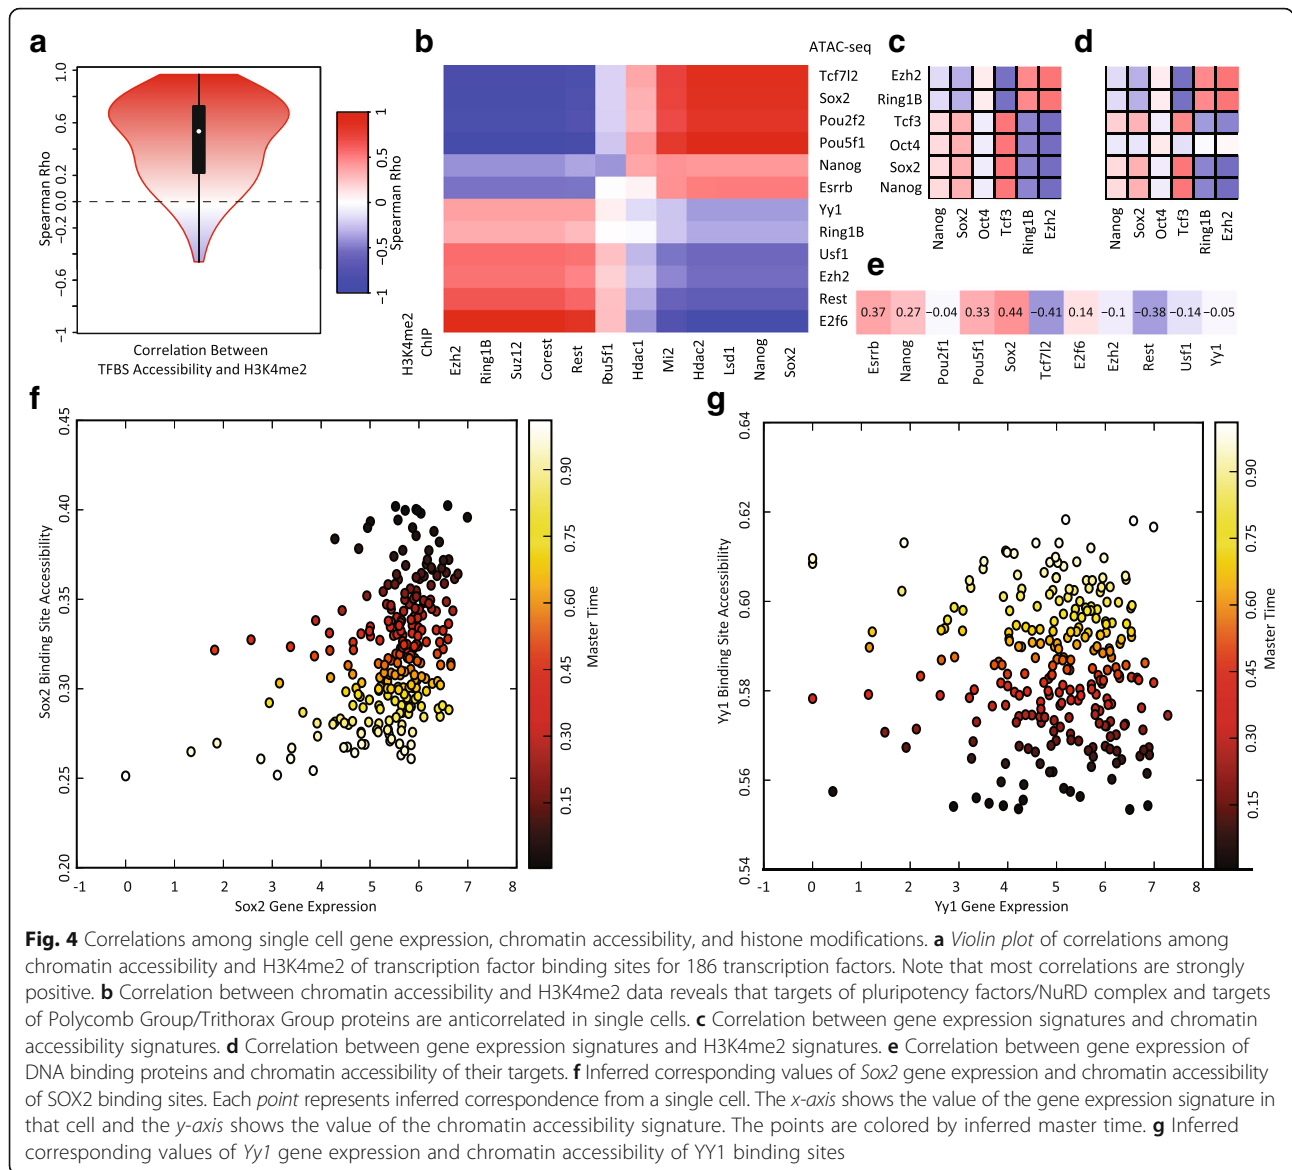 a
1.0
0.6
0.2
0.0
−0.2
−0.6
−1
Spearman Rho
Correlation Between
TFBS Accessibility and H3K4me2
1
0.5
0
−0.5
−1
Spearman Rho
b
ATAC-seq
Tcf7l2
Sox2
Pou2f2
Pou5f1
Nanog
Esrrb
Yy1
Ring1B
Usf1
Ezh2
Rest
E2f6
H3K4me2
ChIP
Ezh2
Ring1B
Suz12
Corest
Rest
Pou5f1
Hdac1
Mi2
Hdac2
Lsd1
Nanog
Sox2
c
Ezh2
Ring1B
Tcf3
Oct4
Sox2
Nanog
Nanog
Sox2
Oct4
Tcf3
Ring1B
Ezh2
d
Nanog
Sox2
Oct4
Tcf3
Ring1B
Ezh2
e
0.37 0.27 −0.04 0.33 0.44 −0.41 0.14 −0.1 −0.38 −0.14 −0.05
Esrrb
Nanog
Pou2f1
Pou5f1
Sox2
Tcf7l2
E2f6
Ezh2
Rest
Usf1
Yy1
f
0.45
0.40
0.35
0.30
0.25
0.20
Sox2 Binding Site Accessibility
-1 0 1 2 3 4 5 6 7 8
Sox2 Gene Expression
0.90
0.75
0.60
0.45
0.30
0.15
Master Time
g
0.64
0.62
0.60
0.58
0.56
0.54
Yy1 Binding Site Accessibility
-1 0 1 2 3 4 5 6 7 8
Yy1 Gene Expression
0.90
0.75
0.60
0.45
0.30
0.15
Master Time
Fig. 4 Correlations among single cell gene expression, chromatin accessibility, and histone modifications. a Violin plot of correlations among
chromatin accessibility and H3K4me2 of transcription factor binding sites for 186 transcription factors. Note that most correlations are strongly
positive. b Correlation between chromatin accessibility and H3K4me2 data reveals that targets of pluripotency factors/NuRD complex and targets
of Polycomb Group/Trithorax Group proteins are anticorrelated in single cells. c Correlation between gene expression signatures and chromatin
accessibility signatures. d Correlation between gene expression signatures and H3K4me2 signatures. e Correlation between gene expression of
DNA binding proteins and chromatin accessibility of their targets. f Inferred corresponding values of Sox2 gene expression and chromatin accessibility
of SOX2 binding sites. Each point represents inferred correspondence from a single cell. The x-axis shows the value of the gene expression signature in
that cell and the y-axis shows the value of the chromatin accessibility signature. The points are colored by inferred master time. g Inferred
corresponding values of Yy1 gene expression and chromatin accessibility of YY1 binding sites